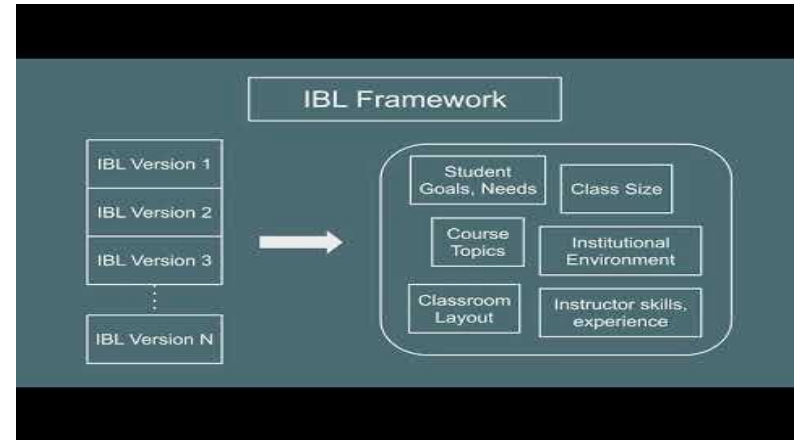 IBL Framework
IBL Version 1
IBL Version 2
IBL Version 3
IBL Version N
Student
Goals, Needs
Class Size
Course
Topics
Institutional
Environment
Classroom
Layout
Instructor skills,
experience